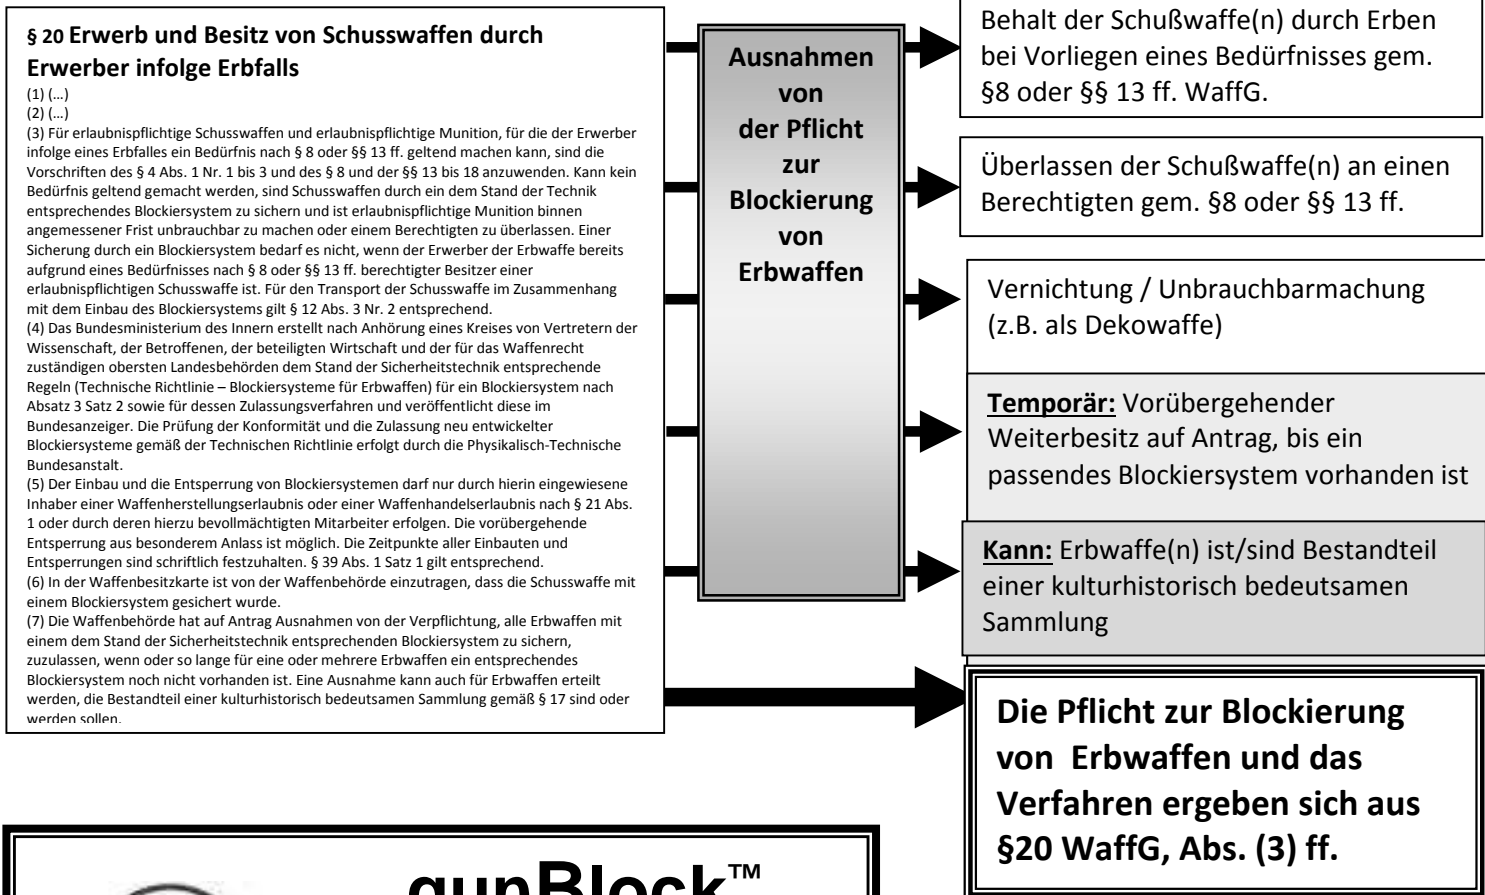 § 20 Erwerb und Besitz von Schusswaffen durch
Erwerber infolge Erbfalls
(1) (...)
(2) (...)
(3) Für erlaubnispflichtige Schusswaffen und erlaubnispflichtige Munition, für die der Erwerber
infolge eines Erbfalles ein Bedürfnis nach § 8 oder §§ 13 ff. geltend machen kann, sind die
Vorschriften des § 4 Abs. 1 Nr. 1 bis 3 und des § 8 und der §§ 13 bis 18 anzuwenden. Kann kein
Bedürfnis geltend gemacht werden, sind Schusswaffen durch ein dem Stand der Technik
entsprechendes Blockiersystem zu sichern und ist erlaubnispflichtige Munition binnen
angemessener Frist unbrauchbar zu machen oder einem Berechtigten zu überlassen. Einer
Sicherung durch ein Blockiersystem bedarf es nicht, wenn der Erwerber der Erbwaffe bereits
aufgrund eines Bedürfnisses nach § 8 oder §§ 13 ff. berechtigter Besitzer einer
erlaubnispflichtigen Schusswaffe ist. Für den Transport der Schusswaffe im Zusammenhang
mit dem Einbau des Blockiersystems gilt § 12 Abs. 3 Nr. 2 entsprechend.
(4) Das Bundesministerium des Innern erstellt nach Anhörung eines Kreises von Vertretern der
Wissenschaft, der Betroffenen, der beteiligten Wirtschaft und der für das Waffenrecht
zuständigen obersten Landesbehörden dem Stand der Sicherheitstechnik entsprechende
Regeln (Technische Richtlinie – Blockiersysteme für Erbwaffen) für ein Blockiersystem nach
Absatz 3 Satz 2 sowie für dessen Zulassungsverfahren und veröffentlicht diese im
Bundesanzeiger. Die Prüfung der Konformität und die Zulassung neu entwickelter
Blockiersysteme gemäß der Technischen Richtlinie erfolgt durch die Physikalisch-Technische
Bundesanstalt.
(5) Der Einbau und die Entsperrung von Blockiersystemen darf nur durch hierin eingewiesene
Inhaber einer Waffenherstellungserlaubnis oder einer Waffenhandelserlaubnis nach § 21 Abs.
1 oder durch deren hierzu bevollmächtigten Mitarbeiter erfolgen. Die vorübergehende
Entsperrung aus besonderem Anlass ist möglich. Die Zeitpunkte aller Einbauten und
Entsperrungen sind schriftlich festzuhalten. § 39 Abs. 1 Satz 1 gilt entsprechend.
(6) In der Waffenbesitzkarte ist von der Waffenbehörde einzutragen, dass die Schusswaffe mit
einem Blockiersystem gesichert wurde.
(7) Die Waffenbehörde hat auf Antrag Ausnahmen von der Verpflichtung, alle Erbwaffen mit
einem dem Stand der Sicherheitstechnik entsprechenden Blockiersystem zu sichern,
zuzulassen, wenn oder so lange für eine oder mehrere Erbwaffen ein entsprechendes
Blockiersystem noch nicht vorhanden ist. Eine Ausnahme kann auch für Erbwaffen erteilt
werden, die Bestandteil einer kulturhistorisch bedeutsamen Sammlung gemäß § 17 sind oder
werden sollen.
Ausnahmen
von
der Pflicht
zur
Blockierung
von
Erbwaffen
Behalt der Schußwaffe(n) durch Erben
bei Vorliegen eines Bedürfnisses gem.
§8 oder §§ 13 ff. WaffG.
Überlassen der Schußwaffe(n) an einen
Berechtigten gem. §8 oder §§ 13 ff.
Vernichtung / Unbrauchbarmachung
(z.B. als Dekowaffe)
Temporär: Vorübergehender
Weiterbesitz auf Antrag, bis ein
passendes Blockiersystem vorhanden ist
Kann: Erbwaffe(n) ist/sind Bestandteil
einer kulturhistorisch bedeutsamen
Sammlung
Die Pflicht zur Blockierung
von Erbwaffen und das
Verfahren ergeben sich aus
§20 WaffG, Abs. (3) ff.
gunBlock™